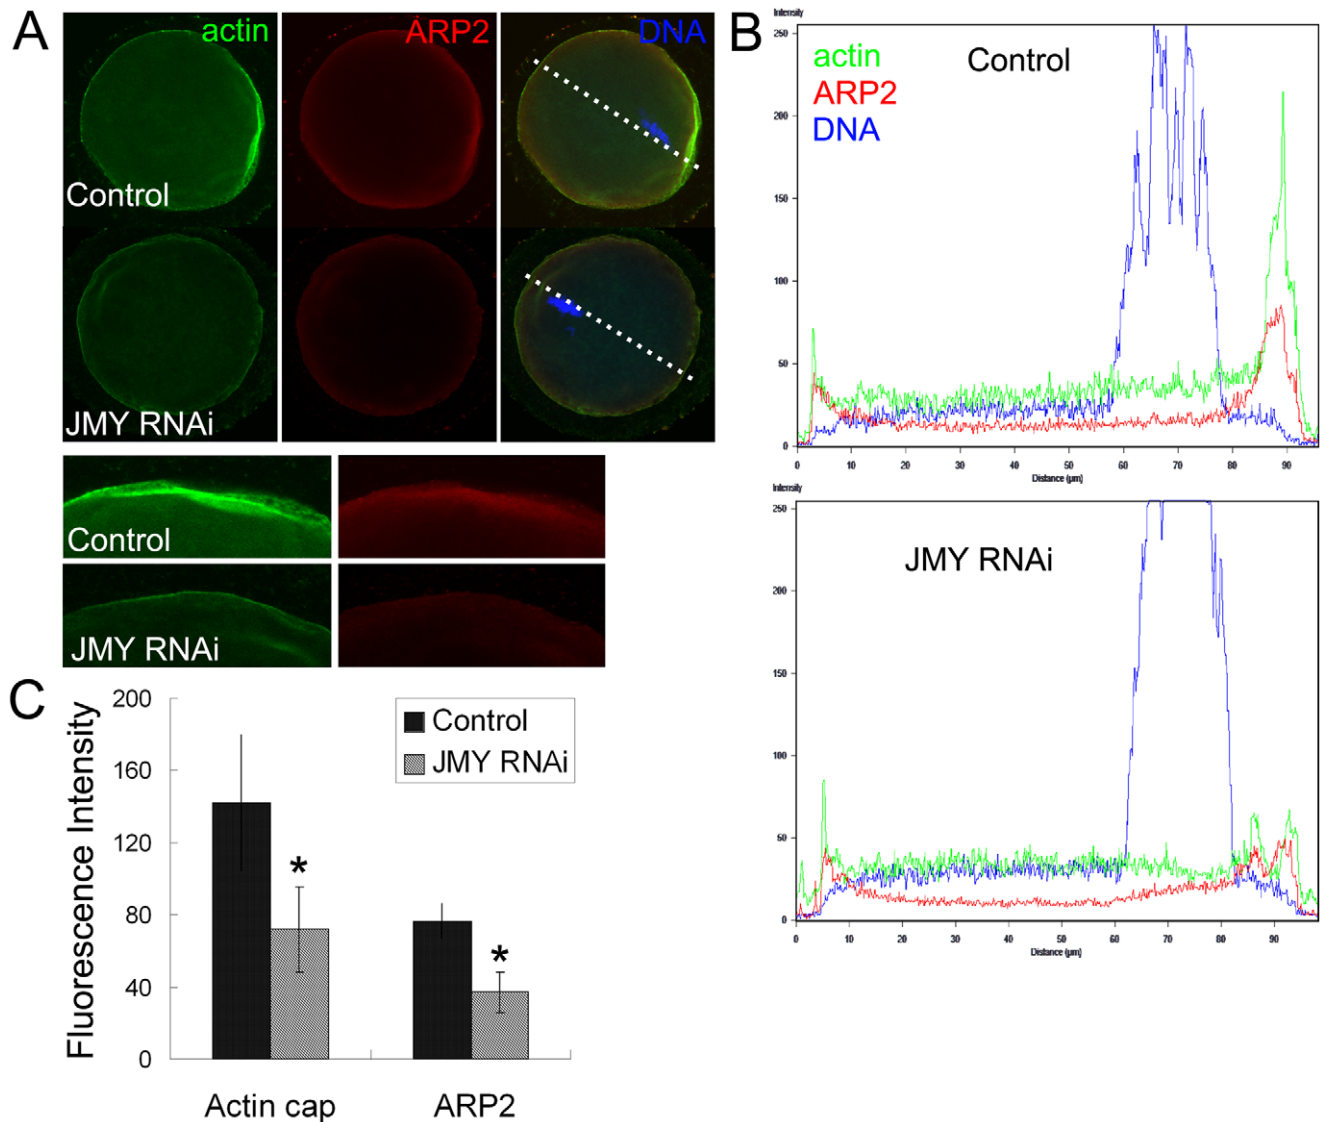 A
actin
ARP2
DNA
Control
JMY RNAi
Control
JMY RNAi
B
Intensity
250
200
150
100
50
0
actin
ARP2
DNA
Control
0 10 20 30 40 50 60 70 80 90
Distance (µm)
Intensity
250
200
150
100
50
0
JMY RNAi
0 10 20 30 40 50 60 70 80 90
Distance (µm)
C
Fluorescence Intensity
200
160
120
80
40
0
Control
JMY RNAi
*
*
Actin cap
ARP2